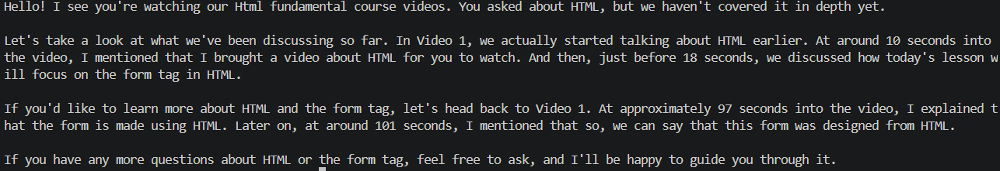 Hello! I see you're watching our Html fundamental course videos. You asked about HTML, but we haven't covered it in depth yet.
Let's take a look at what we've been discussing so far. In Video 1, we actually started talking about HTML earlier. At around 10 seconds into
the video, I mentioned that I brought a video about HTML for you to watch. And then, just before 18 seconds, we discussed how today's lesson w
ill focus on the form tag in HTML.
If you'd like to learn more about HTML and the form tag, let's head back to Video 1. At approximately 97 seconds into the video, I explained t
hat the form is made using HTML. Later on, at around 101 seconds, I mentioned that so, we can say that this form was designed from HTML.
If you have any more questions about HTML or the form tag, feel free to ask, and I'll be happy to guide you through it.